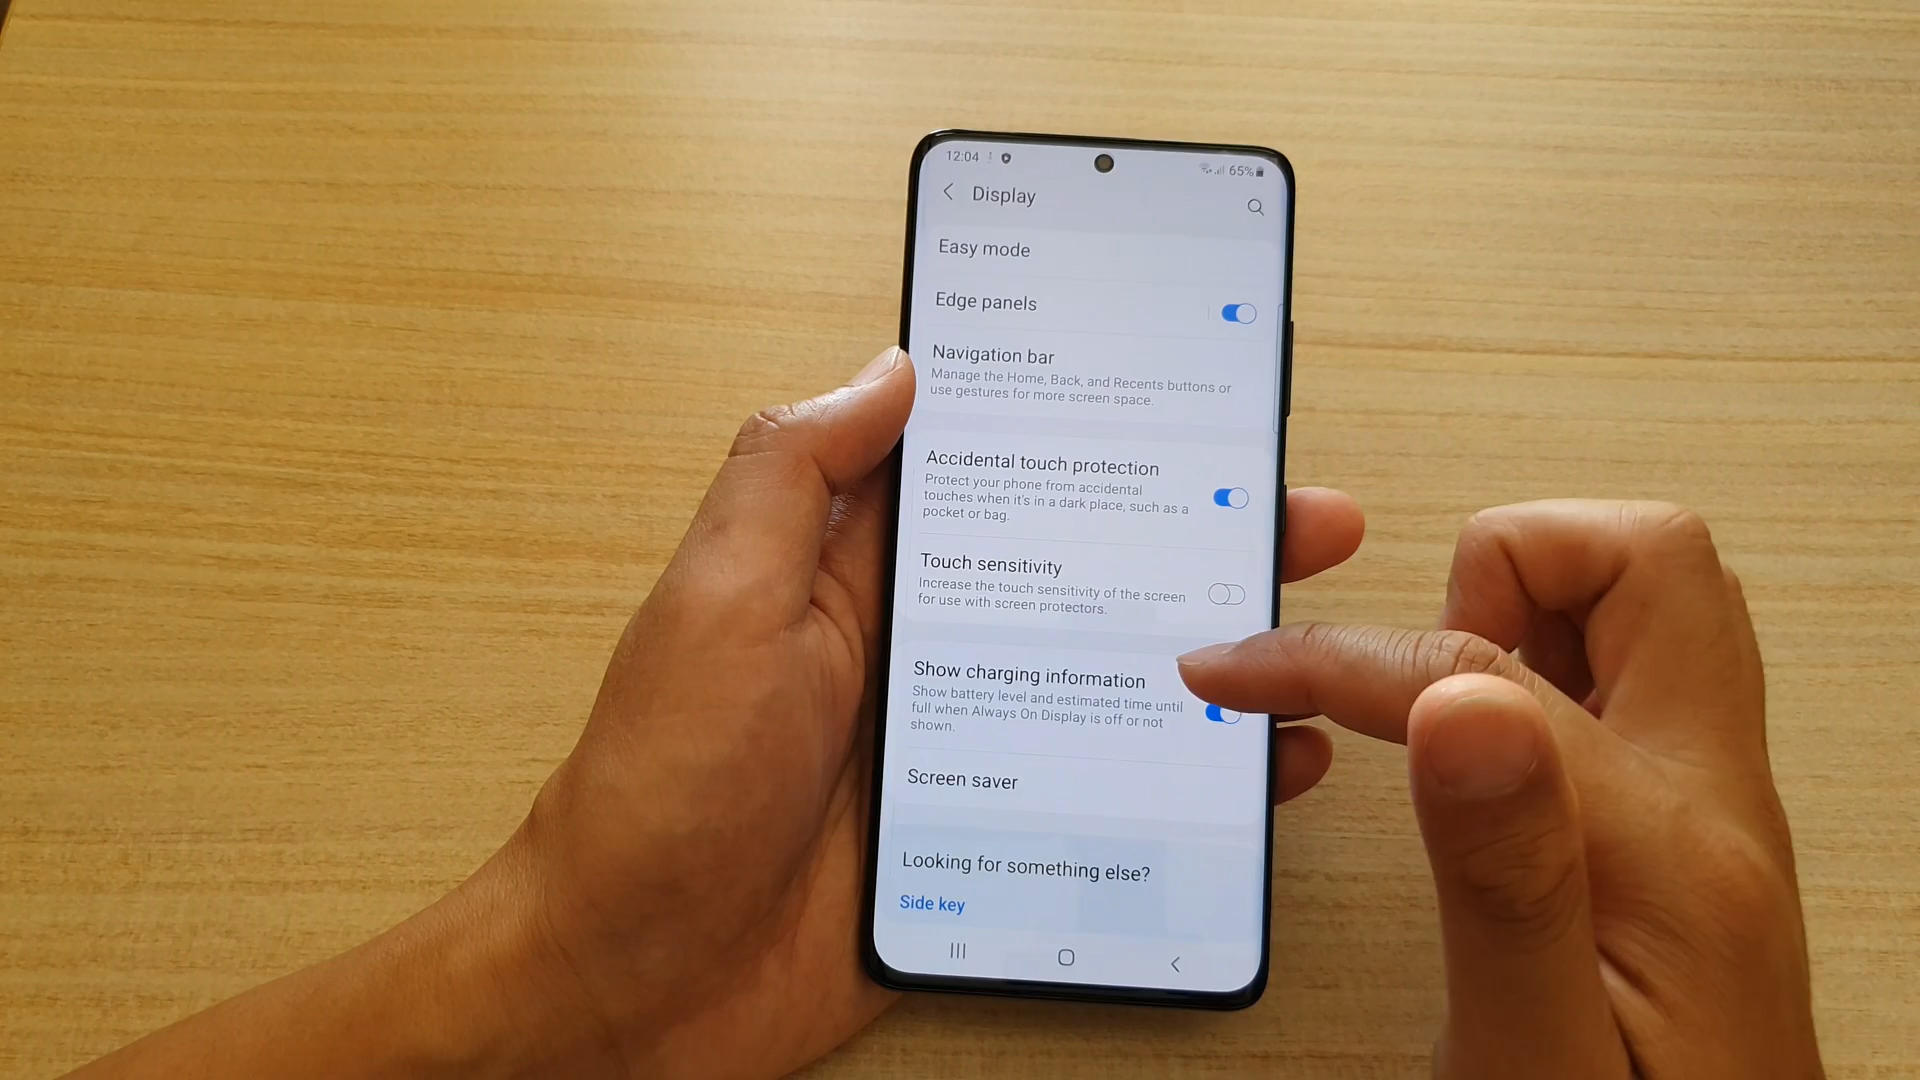 12:04
65%
Display
Easy mode
Edge panels
Navigation bar
Manage the Home, Back, and Recents buttons or
use gestures for more screen space.
Accidental touch protection
Protect your phone from accidental
touches when it's in a dark place, such as a
pocket or bag.
Touch sensitivity
Increase the touch sensitivity of the screen
for use with screen protectors.
Show charging information
Show battery level and estimated time until
full when Always On Display is off or not
shown.
Screen saver
Looking for something else?
Side key